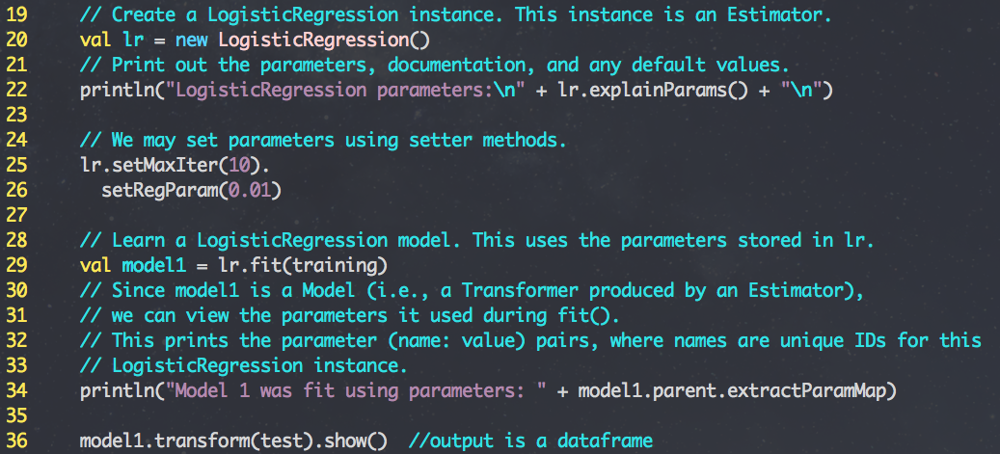 19 // Create a LogisticRegression instance. This instance is an Estimator.
20 val lr = new LogisticRegression()
21 // Print out the parameters, documentation, and any default values.
22 println("LogisticRegression parameters:\n" + lr.explainParams() + "\n")
23
24 // We may set parameters using setter methods.
25 lr.setMaxIter(10).
26 setRegParam(0.01)
27
28 // Learn a LogisticRegression model. This uses the parameters stored in lr.
29 val model1 = lr.fit(training)
30 // Since model1 is a Model (i.e., a Transformer produced by an Estimator),
31 // we can view the parameters it used during fit().
32 // This prints the parameter (name: value) pairs, where names are unique IDs for this
33 // LogisticRegression instance.
34 println("Model 1 was fit using parameters: " + model1.parent.extractParamMap)
35
36 model1.transform(test).show() //output is a dataframe